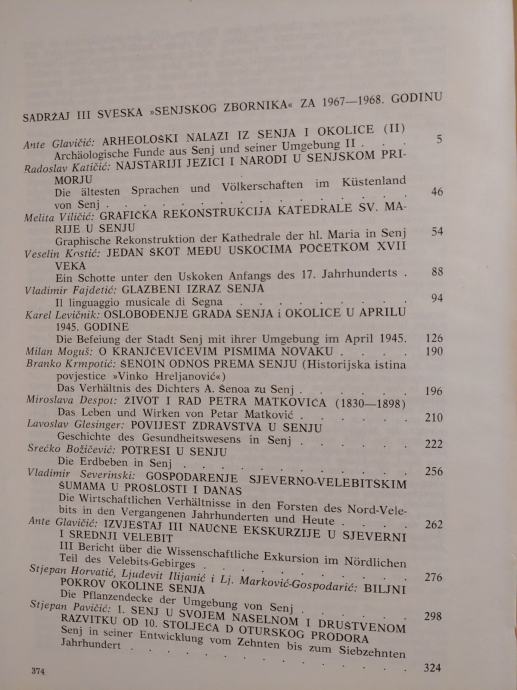 SADRŽAJ III SVESKA »SENJSKOG ZBORNIKA« ZA 1967—1968. GODINU
Ante Glavičić: ARHEOLOŠKI NALAZI IZ SENJA I OKOLICE (II)
Archäologische Funde aus Senj und seiner Umgebung II . . . 5
Radoslav Katičić: NAJSTARIJI JEZICI I NARODI U SENJSKOM PRI-
MORJU
Die ältesten Sprachen und Völkerschaften im Küstenland
von Senj . . . . . . . . . . . . 46
Melita Viličić: GRAFIČKA REKONSTRUKCIJA KATEDRALE SV. MA-
RIJE U SENJU
Graphische Rekonstruktion der Kathedrale der hl. Maria in Senj 54
Veselin Kostić: JEDAN ŠKOT MEĐU USKOCIMA POČETKOM XVII
VEKA
Ein Schotte unter den Uskoken Anfangs des 17. Jahrhunderts . 88
Vladimir Fajdetić: GLAZBENI IZRAZ SENJA
Il linguaggio musicale di Segna . . . . . . . 94
Karel Levičnik: OSLOBOĐENJE GRADA SENJA i OKOLICE U APRILU
1945. GODINE
Die Befeiung der Stadt Senj mit ihrer Umgebung im April 1945. 126
Milan Moguš: O KRANJČEVIĆEVIM PISMIMA NOVAKU . . . . 190
Branko Krmpotić: ŠENOIN ODNOS PREMA SENJU (Historijska istina
povjestice »Vinko Hreljanović«)
Das Verhältnis des Dichters A. Šenoa zu Senj . . . . 196
Miroslava Despot: ŽIVOT I RAD PETRA MATKOVIĆA (1830—1898)
Das Leben und Wirken von Petar Matković . . . . 210
Lavoslav Glesinger: POVIJEST ZDRAVSTVA U SENJU
Geschichte des Gesundheitswesens in Senj . . . . 222
Srećko Božičević: POTRESI U SENJU
Die Erdbeben in Senj . . . . . . . . . 256
Vladimir Severinski: GOSPODARENJE SJEVERNO-VELEBITSKIM
ŠUMAMA U PROŠLOSTI I DANAS
Die Wirtschaftlichen Verhältnisse in den Forsten des Nord-Vele-
bits in den Vergangenen Jahrhunderten und Heute . . . . 262
Ante Glavičić: IZVJEŠTAJ III NAUČNE EKSKURZIJE U SJEVERNI
I SREDNJI VELEBIT
III Bericht über die Wissenschaftliche Exkursion im Nördlichen
Teil des Velebits-Gebirges . . . . . . . . 276
Stjepan Horvatić, Ljudevit Ilijanić i Lj. Marković-Gospodarić: BILJNI
POKROV OKOLINE SENJA
Die Pflanzendecke der Umgebung von Senj . . . . 298
Stjepan Pavičić: I. SENJ U SVOJEM NASELNOM I DRUŠTVENOM
RAZVITKU OD 10. STOLJEĆA D OTURSKOG PRODORA
Senj in seiner Entwicklung vom Zehnten bis zum Siebzehnten
Jahrhundert . . . . . . . . . . . 324
374